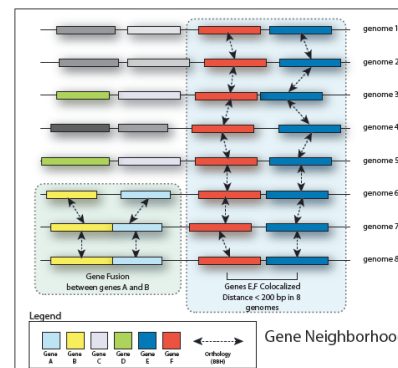 genome 1
genome 2
genome 3
genome 4
genome 5
genome 6
genome 7
genome 8
Gene Fusion
between genes A and B
Genes E,F Colocalized
Distance < 200 bp in 8
genomes
Legend
Gene A
Gene B
Gene C
Gene D
Gene E
Gene F
Orthology
(BBH)
Gene Neighborhoo